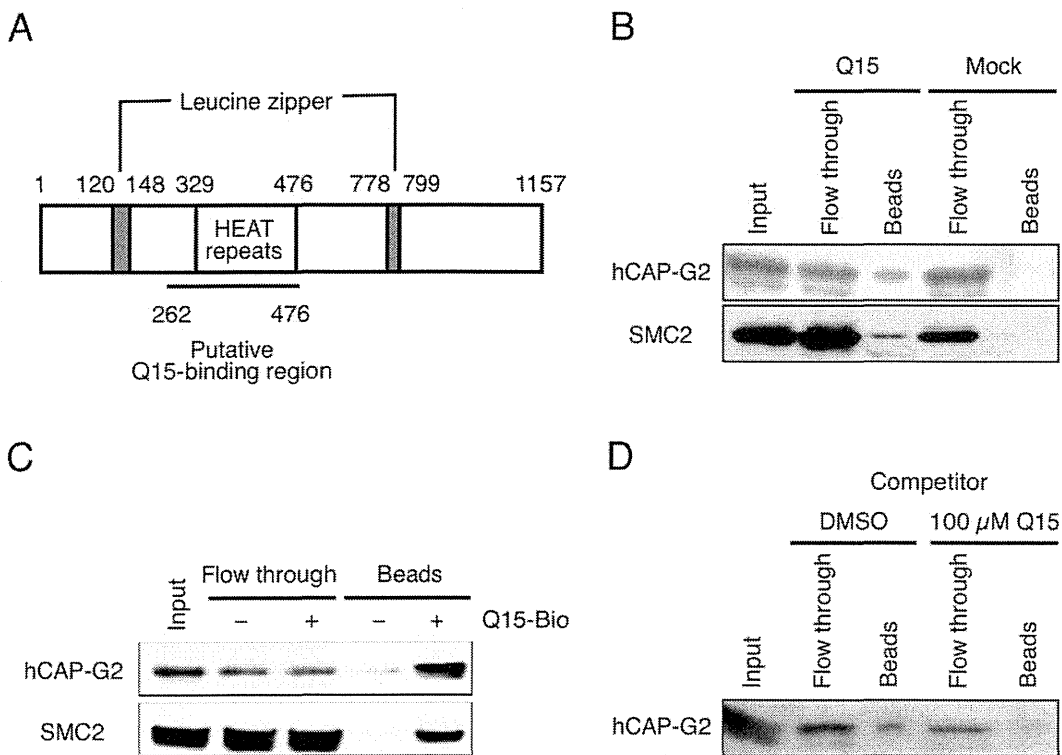 A
Leucine zipper
1 120 148 329 476 778 799 1157
HEAT
repeats
262 476
Putative
Q15-binding region
B
Q15 Mock
Input Flow through Beads Flow through Beads
hCAP-G2
SMC2
C
Flow through Beads
Input − + − + Q15-Bio
hCAP-G2
SMC2
D
Competitor
DMSO 100 µM Q15
Input Flow through Beads Flow through Beads
hCAP-G2